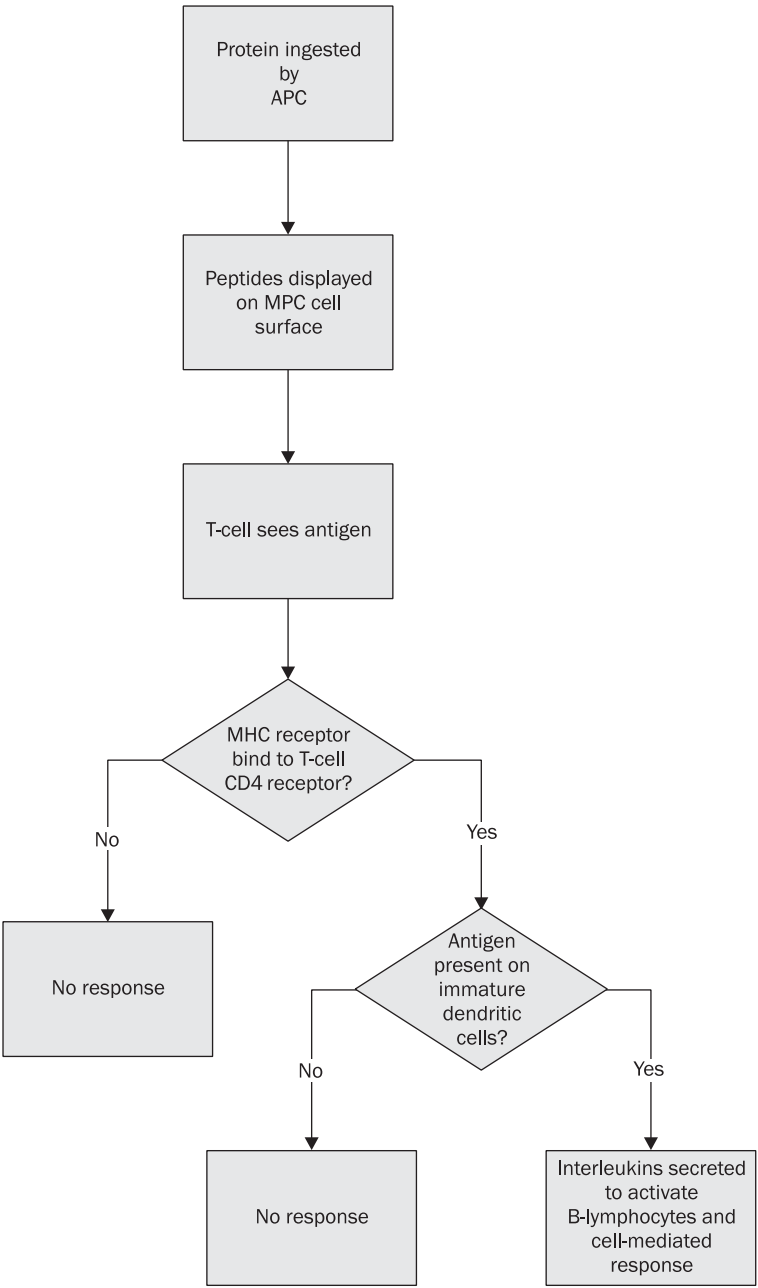 Protein ingested
by
APC
Peptides displayed
on MPC cell
surface
T-cell sees antigen
MHC receptor
bind to T-cell
CD4 receptor?
No
Yes
No response
Antigen
present on
immature
dendritic
cells?
No
Yes
No response
Interleukins secreted
to activate
B-lymphocytes and
cell-mediated
response